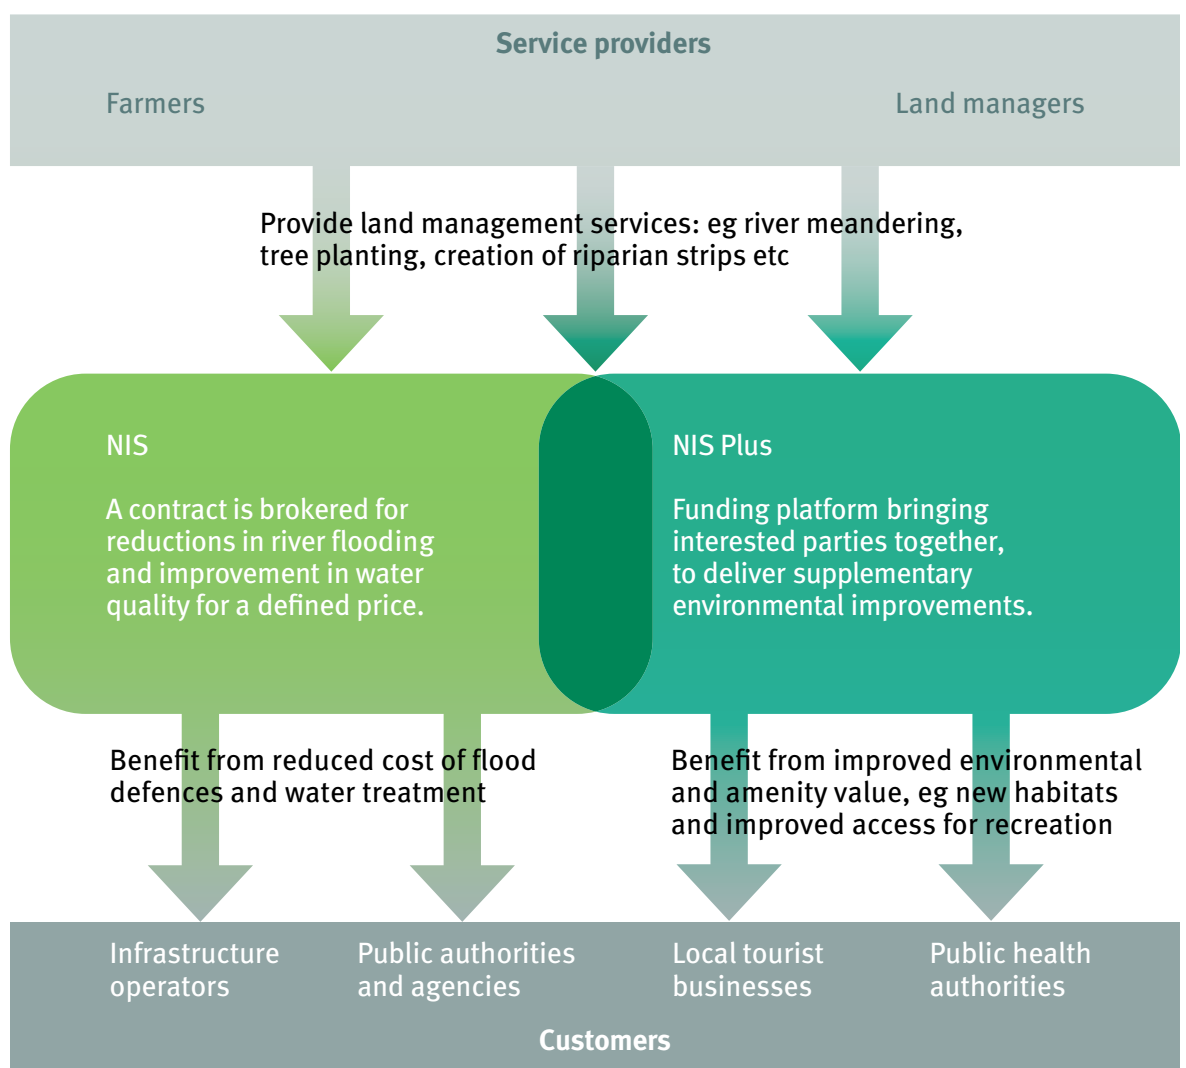 Service providers
Farmers
Land managers
Provide land management services: eg river meandering,
tree planting, creation of riparian strips etc
NIS
A contract is brokered for
reductions in river flooding
and improvement in water
quality for a defined price.
NIS Plus
Funding platform bringing
interested parties together,
to deliver supplementary
environmental improvements.
Benefit from reduced cost of flood
defences and water treatment
Benefit from improved environmental
and amenity value, eg new habitats
and improved access for recreation
Infrastructure
operators
Public authorities
and agencies
Local tourist
businesses
Public health
authorities
Customers